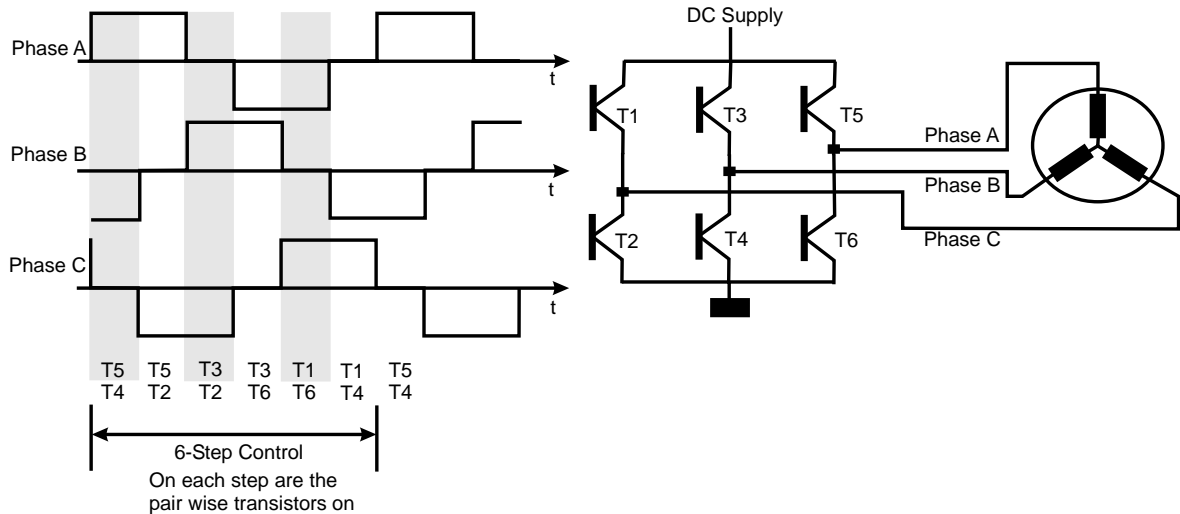 Phase A
t
Phase B
t
Phase C
t
T5 T5 T3 T3 T1 T1 T5
T4 T2 T2 T6 T6 T4 T4
6-Step Control
On each step are the
pair wise transistors on
DC Supply
T1 T3 T5
Phase A
Phase B
T2 T4 T6
Phase C